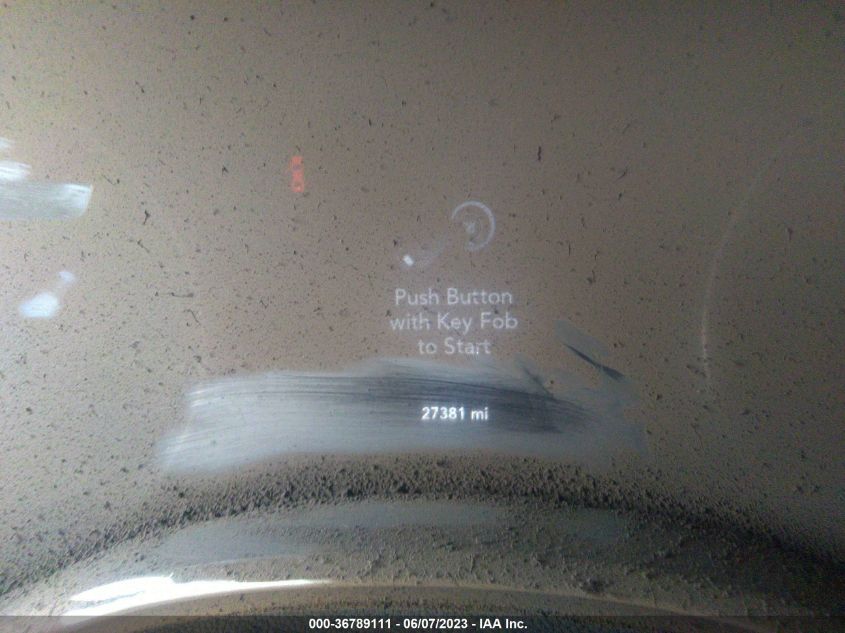 Push Button
with Key Fob
to Start
27381 mi
000-36789111 - 06/07/2023 - IAA Inc.